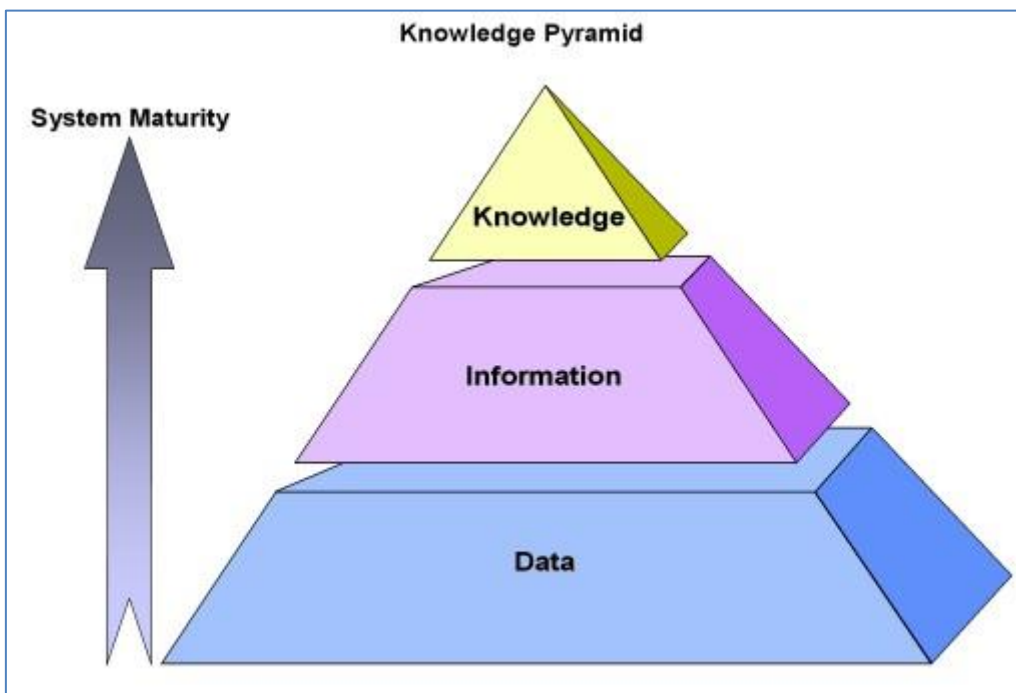 Knowledge Pyramid
System Maturity
Knowledge
Information
Data